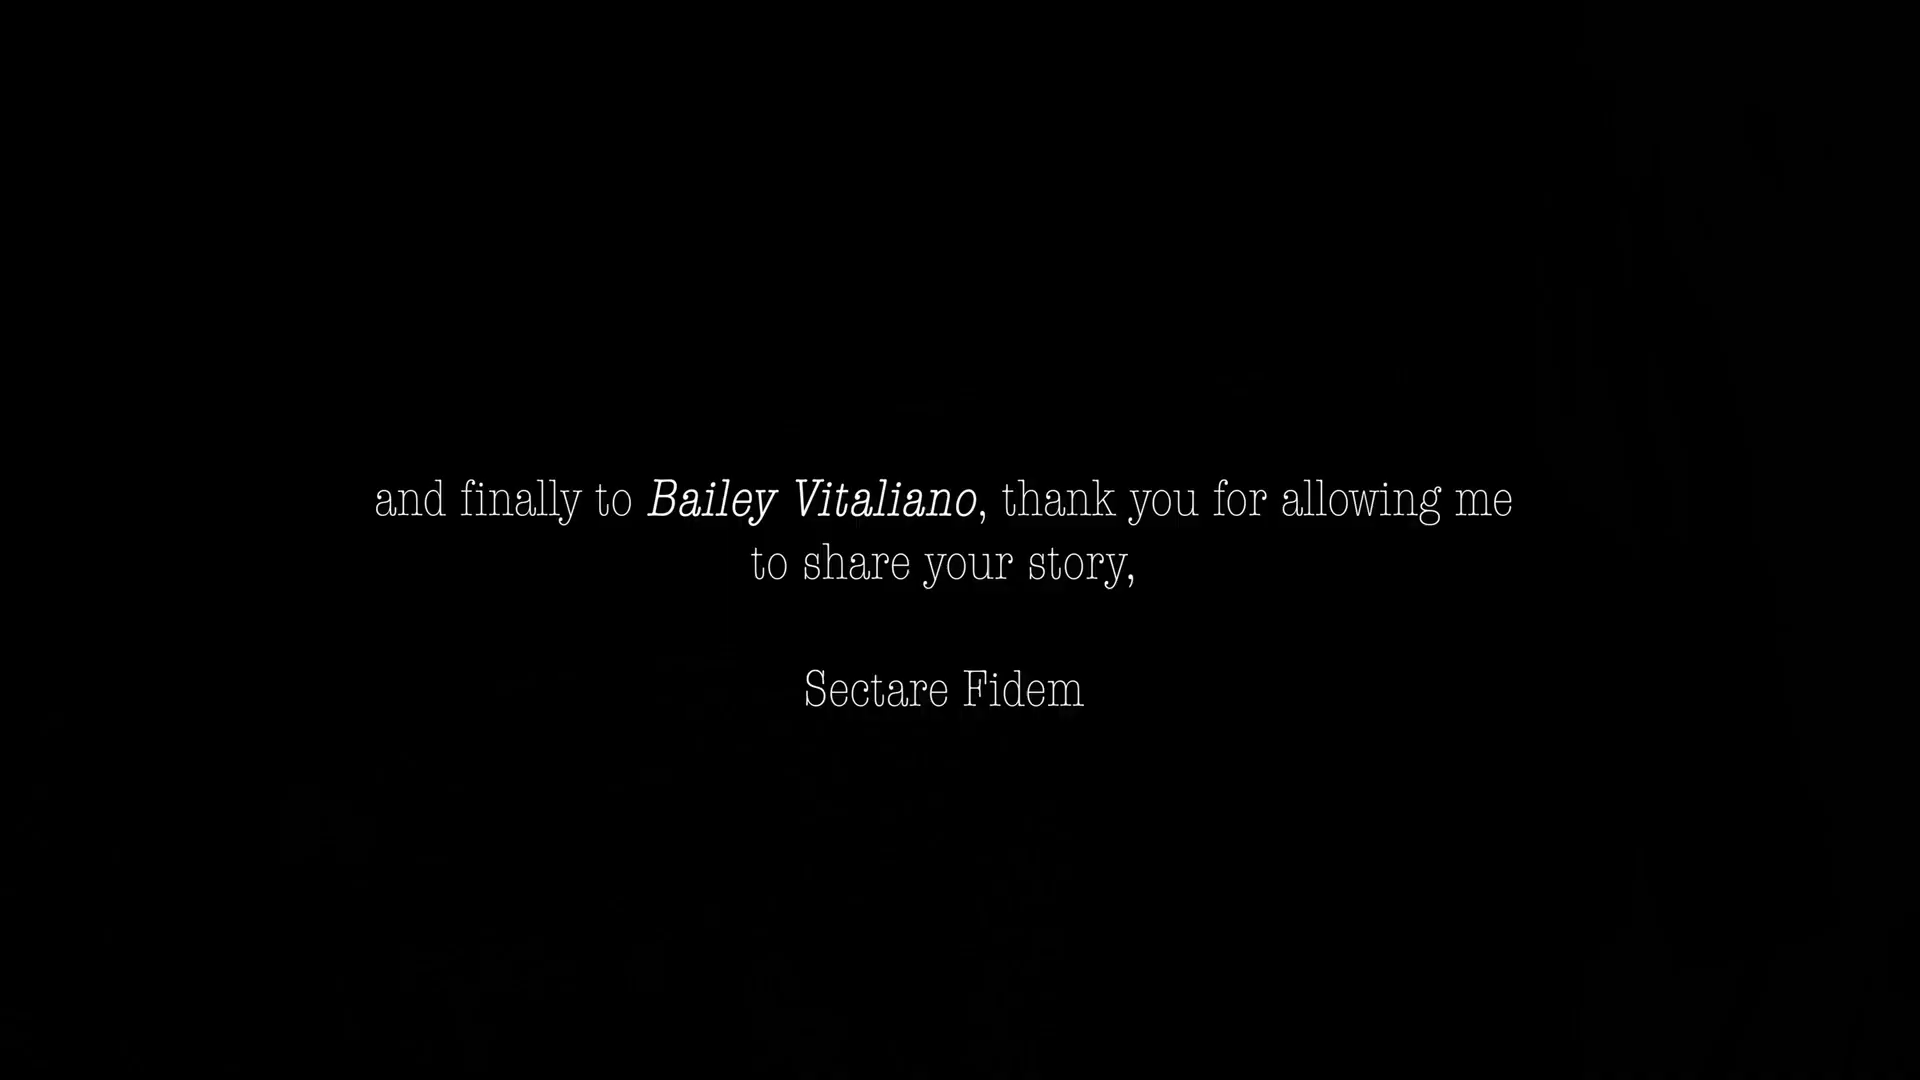 and finally to Bailey Vitaliano, thank you for allowing me
to share your story,
Sectare Fidem